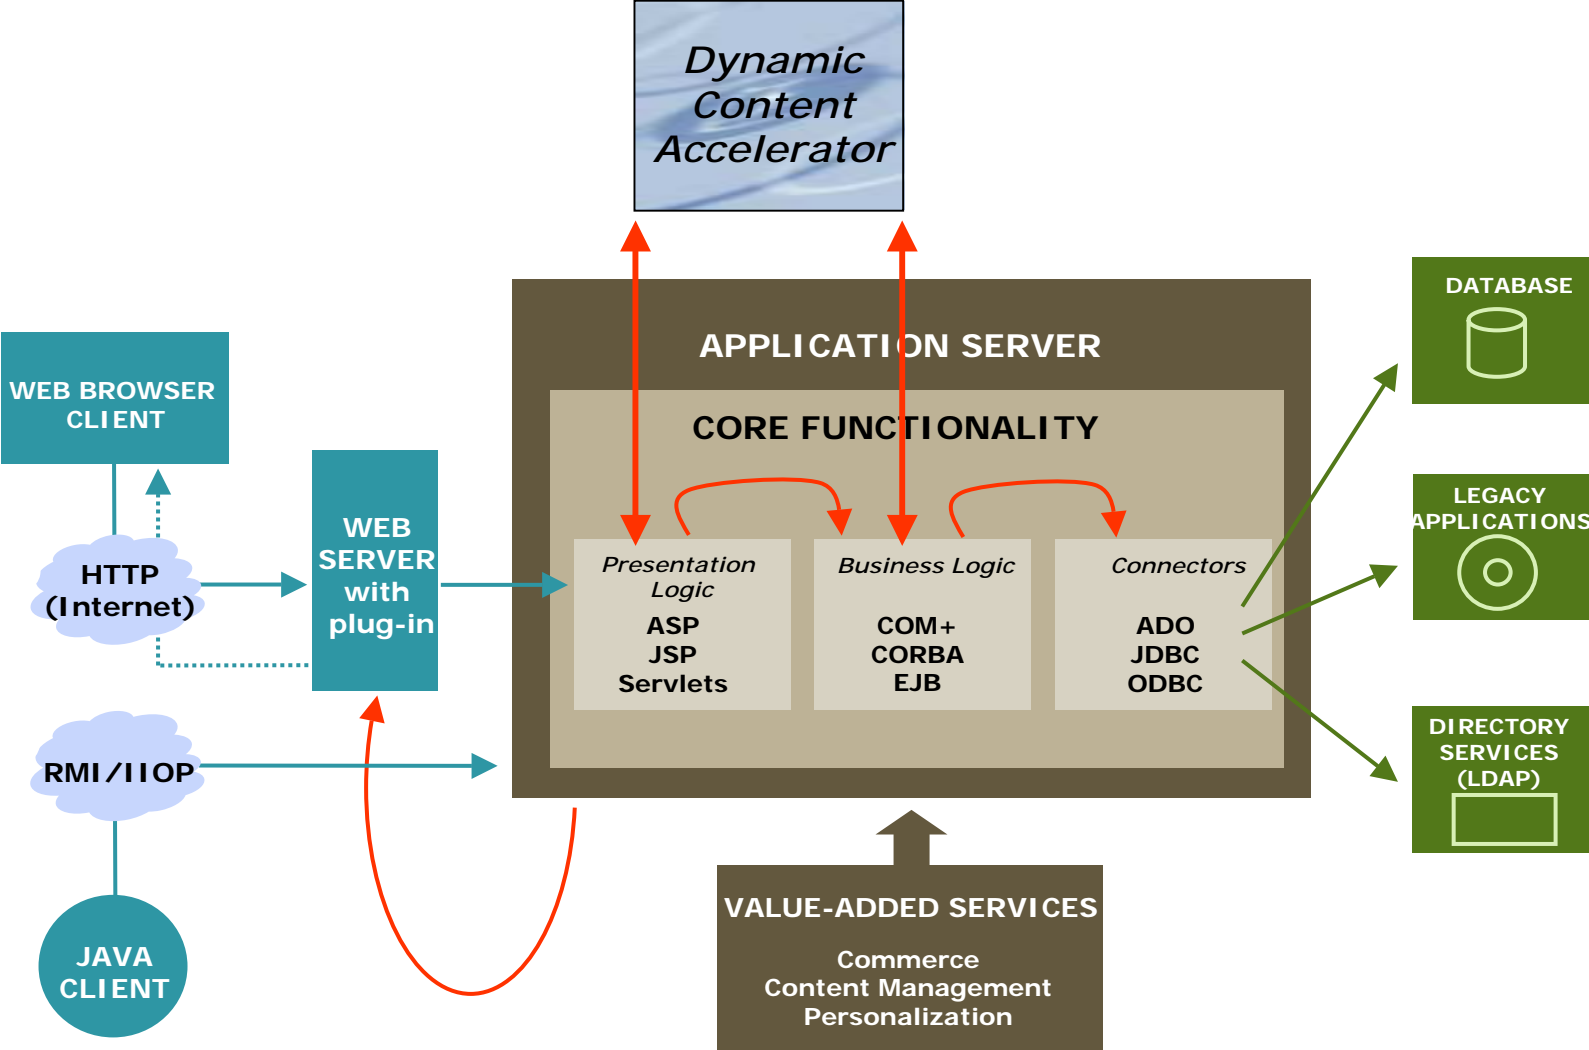 Dynamic
Content
Accelerator
APPLICATION SERVER
CORE FUNCTIONALITY
WEB BROWSER
CLIENT
HTTP
(Internet)
WEB
SERVER
with
plug-in
Presentation
Logic
ASP
JSP
Servlets
Business Logic
COM+
CORBA
EJB
Connectors
ADO
JDBC
ODBC
DATABASE
LEGACY
APPLICATIONS
DIRECTORY
SERVICES
(LDAP)
RMI/IIOP
JAVA
CLIENT
VALUE-ADDED SERVICES
Commerce
Content Management
Personalization